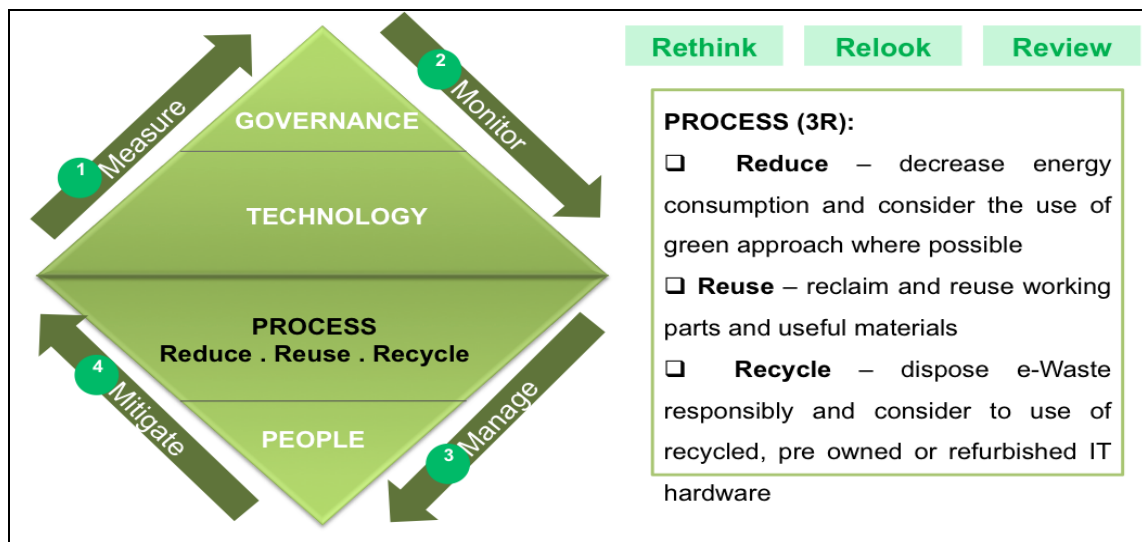 1 Measure
2 Monitor
GOVERNANCE
TECHNOLOGY
PROCESS
Reduce . Reuse . Recycle
PEOPLE
3 Manage
4 Mitigate
Rethink
Relook
Review
PROCESS (3R):
❑ Reduce – decrease energy
consumption and consider the use of
green approach where possible
❑ Reuse – reclaim and reuse working
parts and useful materials
❑ Recycle – dispose e-Waste
responsibly and consider to use of
recycled, pre owned or refurbished IT
hardware